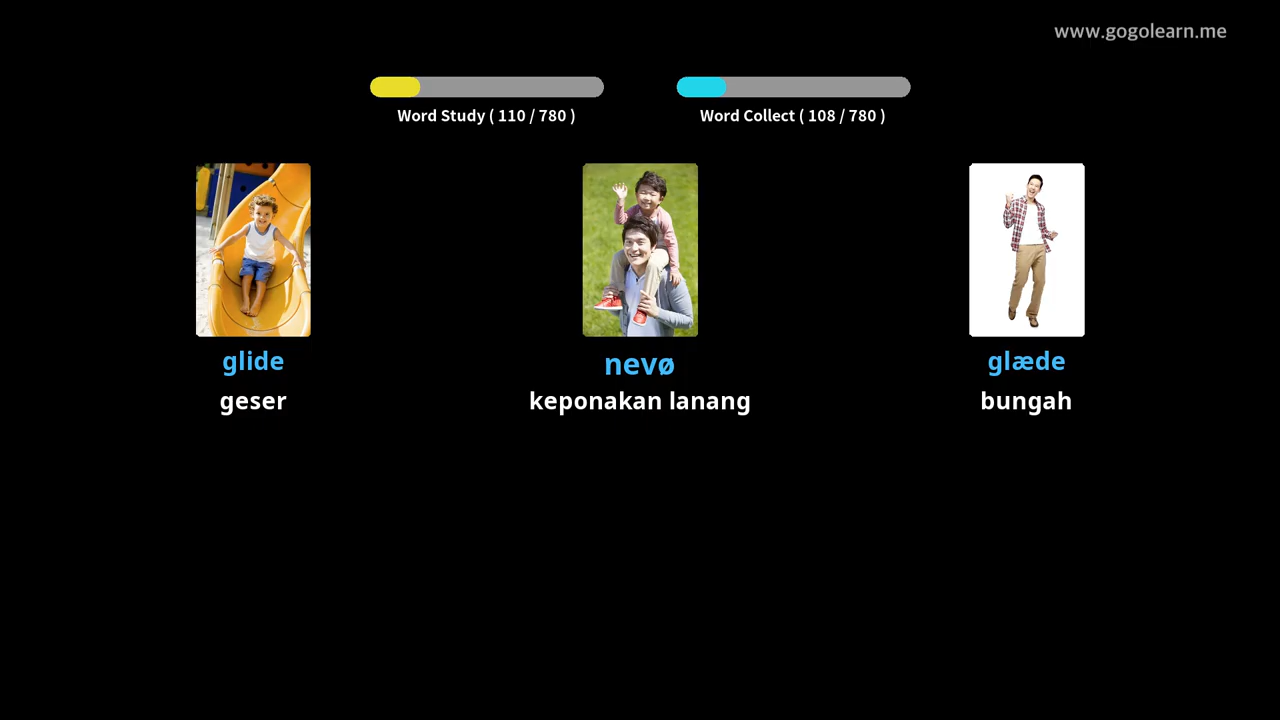 www.gogolearn.me
Word Study ( 110 / 780 )
Word Collect ( 108 / 780 )
glide
nevø
glæde
geser
keponakan lanang
bungah